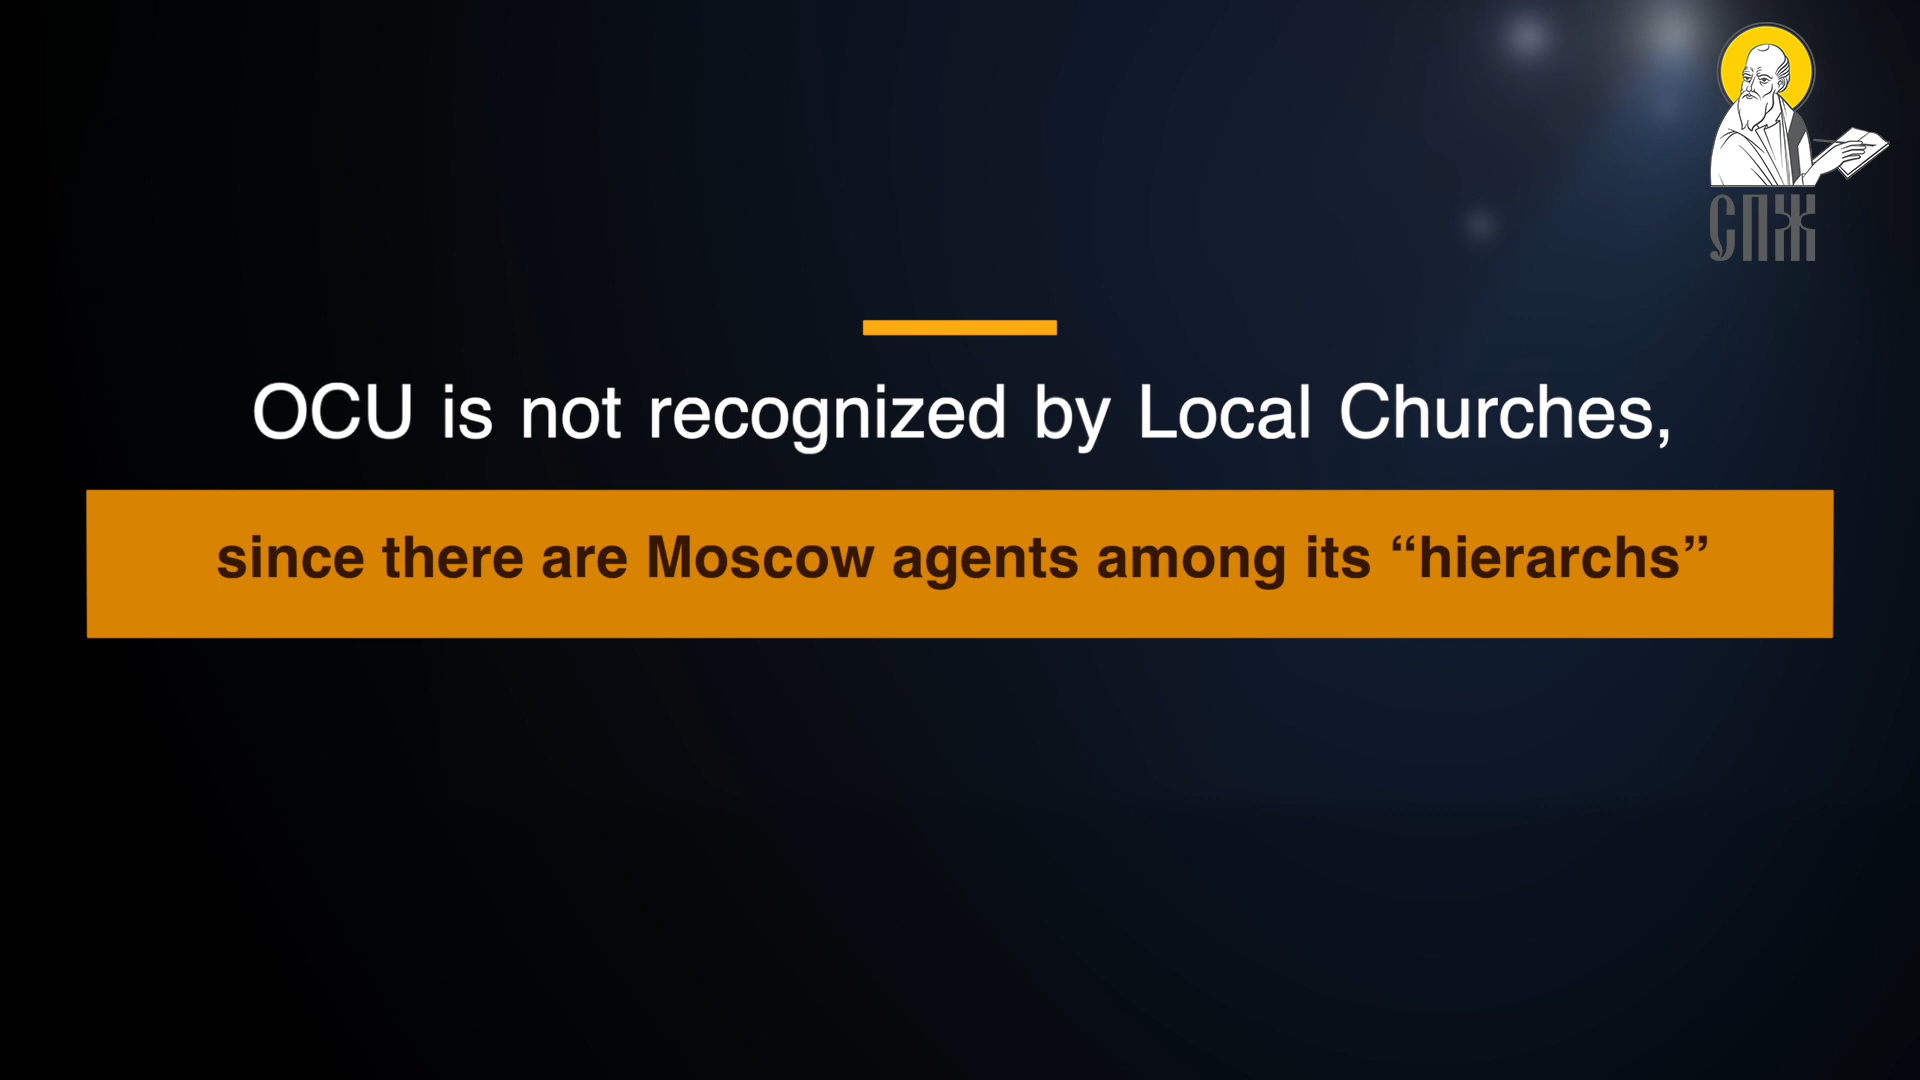 СПЖ
OCU is not recognized by Local Churches,
since there are Moscow agents among its “hierarchs”